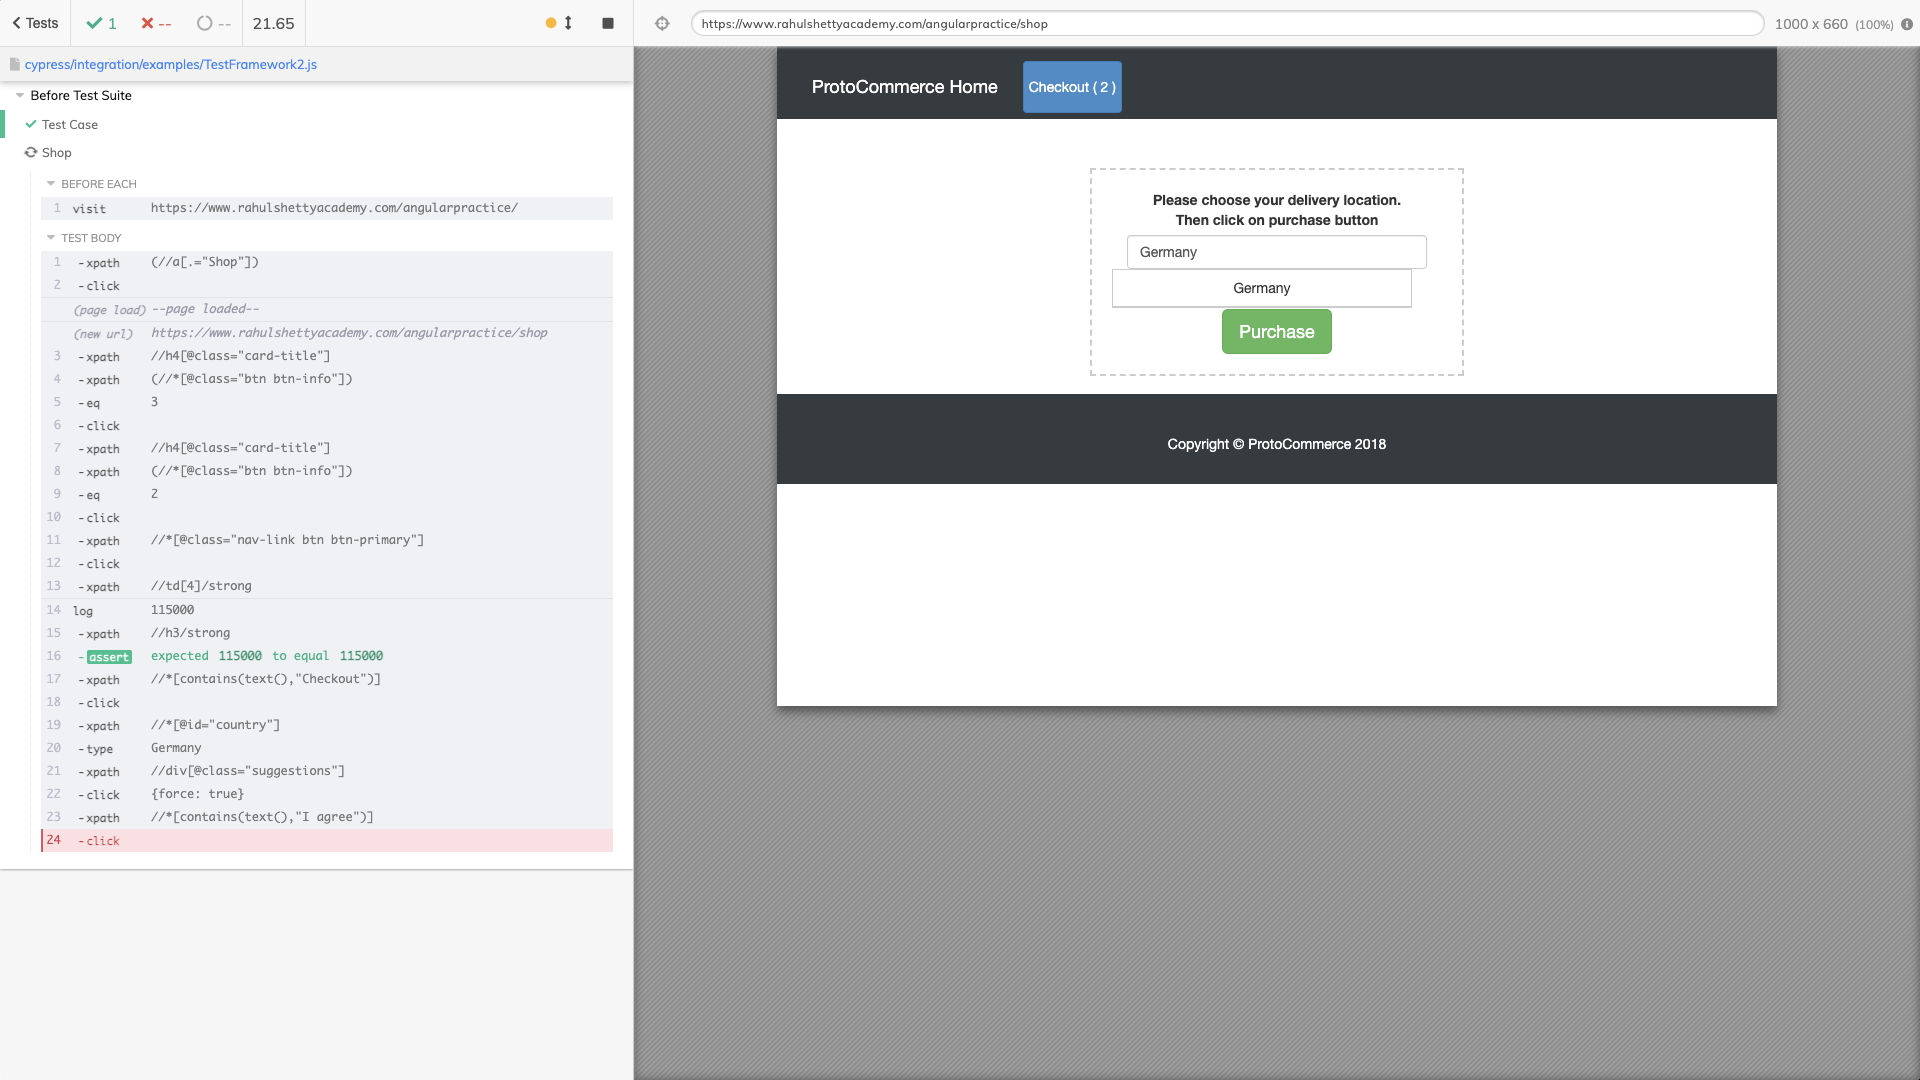 Tests
1
--
--
21.65
https://www.rahulshettyacademy.com/angularpractice/shop
1000 x 660 (100%)
cypress/integration/examples/TestFramework2.js
Before Test Suite
Test Case
Shop
BEFORE EACH
1 visit https://www.rahulshettyacademy.com/angularpractice/
TEST BODY
1 -xpath (//a[.="Shop"])
2 -click
(page load) --page loaded--
(new url) https://www.rahulshettyacademy.com/angularpractice/shop
3 -xpath //h4[@class="card-title"]
4 -xpath (//*[@class="btn btn-info"])
5 -eq 3
6 -click
7 -xpath //h4[@class="card-title"]
8 -xpath (//*[@class="btn btn-info"])
9 -eq 2
10 -click
11 -xpath //*[@class="nav-link btn btn-primary"]
12 -click
13 -xpath //td[4]/strong
14 log 115000
15 -xpath //h3/strong
16 -assert expected 115000 to equal 115000
17 -xpath //*[contains(text(),"Checkout")]
18 -click
19 -xpath //*[@id="country"]
20 -type Germany
21 -xpath //div[@class="suggestions"]
22 -click {force: true}
23 -xpath //*[contains(text(),"I agree")]
24 -click
ProtoCommerce Home
Checkout ( 2 )
Please choose your delivery location.
Then click on purchase button
Germany
Germany
Purchase
Copyright © ProtoCommerce 2018